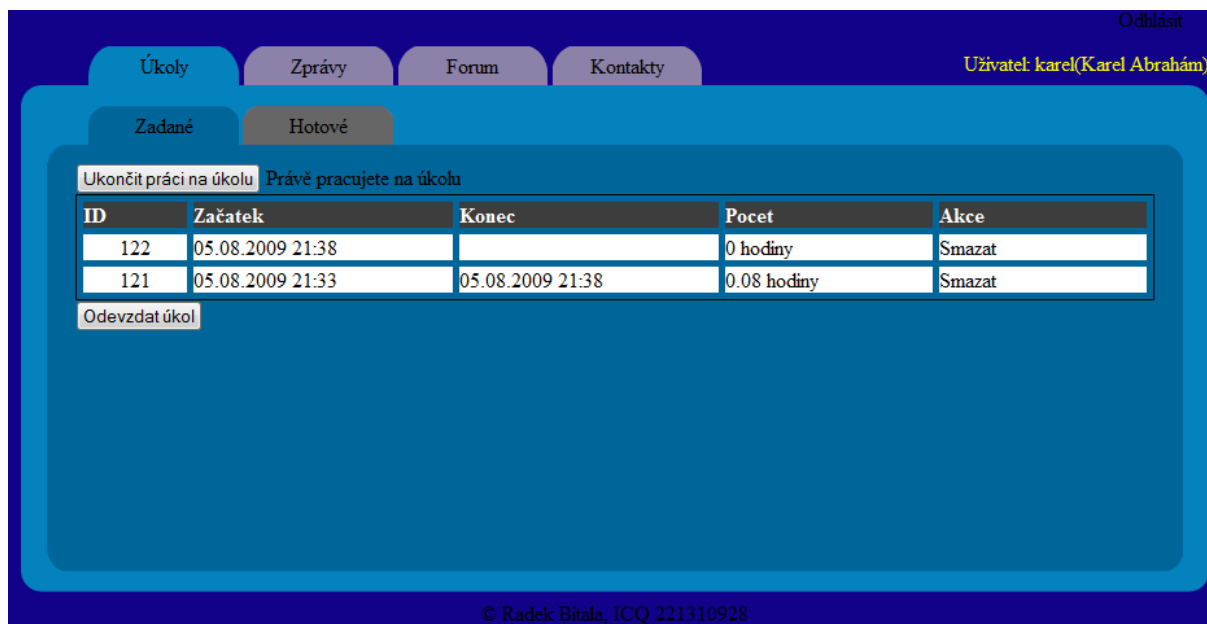 Odhlásit
Úkoly Zprávy Forum Kontakty Uživatel: karel(Karel Abrahám)
Zadané Hotové
Ukončit práci na úkolu Právě pracujete na úkolu
ID Začatek Konec Pocet Akce
122 05.08.2009 21:38 0 hodiny Smazat
121 05.08.2009 21:33 05.08.2009 21:38 0.08 hodiny Smazat
Odevzdat úkol
© Radek Bitala, ICQ 221310928